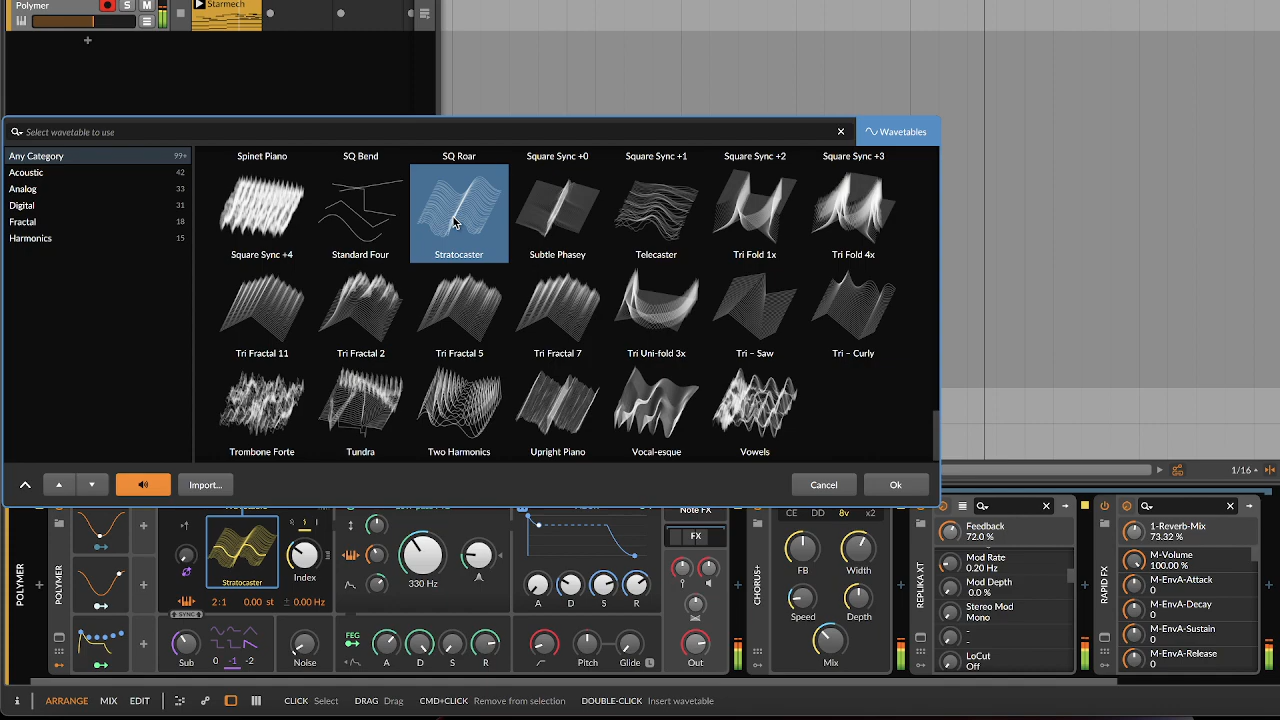 Polymer
S
M
Starmech
Select wavetable to use
Wavetables
Any Category 99+
Acoustic 42
Analog 33
Digital 31
Fractal 18
Harmonics 15
Spinet Piano SQ Bend SQ Roar Square Sync +0 Square Sync +1 Square Sync +2 Square Sync +3
Square Sync +4 Standard Four Stratocaster Subtle Phasey Telecaster Tri Fold 1x Tri Fold 4x
Tri Fractal 11 Tri Fractal 2 Tri Fractal 5 Tri Fractal 7 Tri Uni-fold 3x Tri – Saw Tri – Curly
Trombone Forte Tundra Two Harmonics Upright Piano Vocal-esque Vowels
Import... Cancel Ok
1/16
POLYMER
POLYMER
Stratocaster
Index
2:1 0.00 st ± 0.00 Hz
SYNC
Sub
0 -1 -2
Noise
330 Hz
FEG
A D S R
A D S R
Pitch Glide L
Note FX
FX
Out
CHORUS+
CE DD 8v x2
FB Width
Speed Depth
Mix
REPLIKA XT
Feedback
72.0 %
Mod Rate
0.20 Hz
Mod Depth
0.0 %
Stereo Mod
Mono
-
-
LoCut
Off
RAPID FX
1-Reverb-Mix
73.32 %
M-Volume
100.00 %
M-EnvA-Attack
0
M-EnvA-Decay
0
M-EnvA-Sustain
0
M-EnvA-Release
0
i ARRANGE MIX EDIT CLICK Select DRAG Drag CMD+CLICK Remove from selection DOUBLE-CLICK Insert wavetable